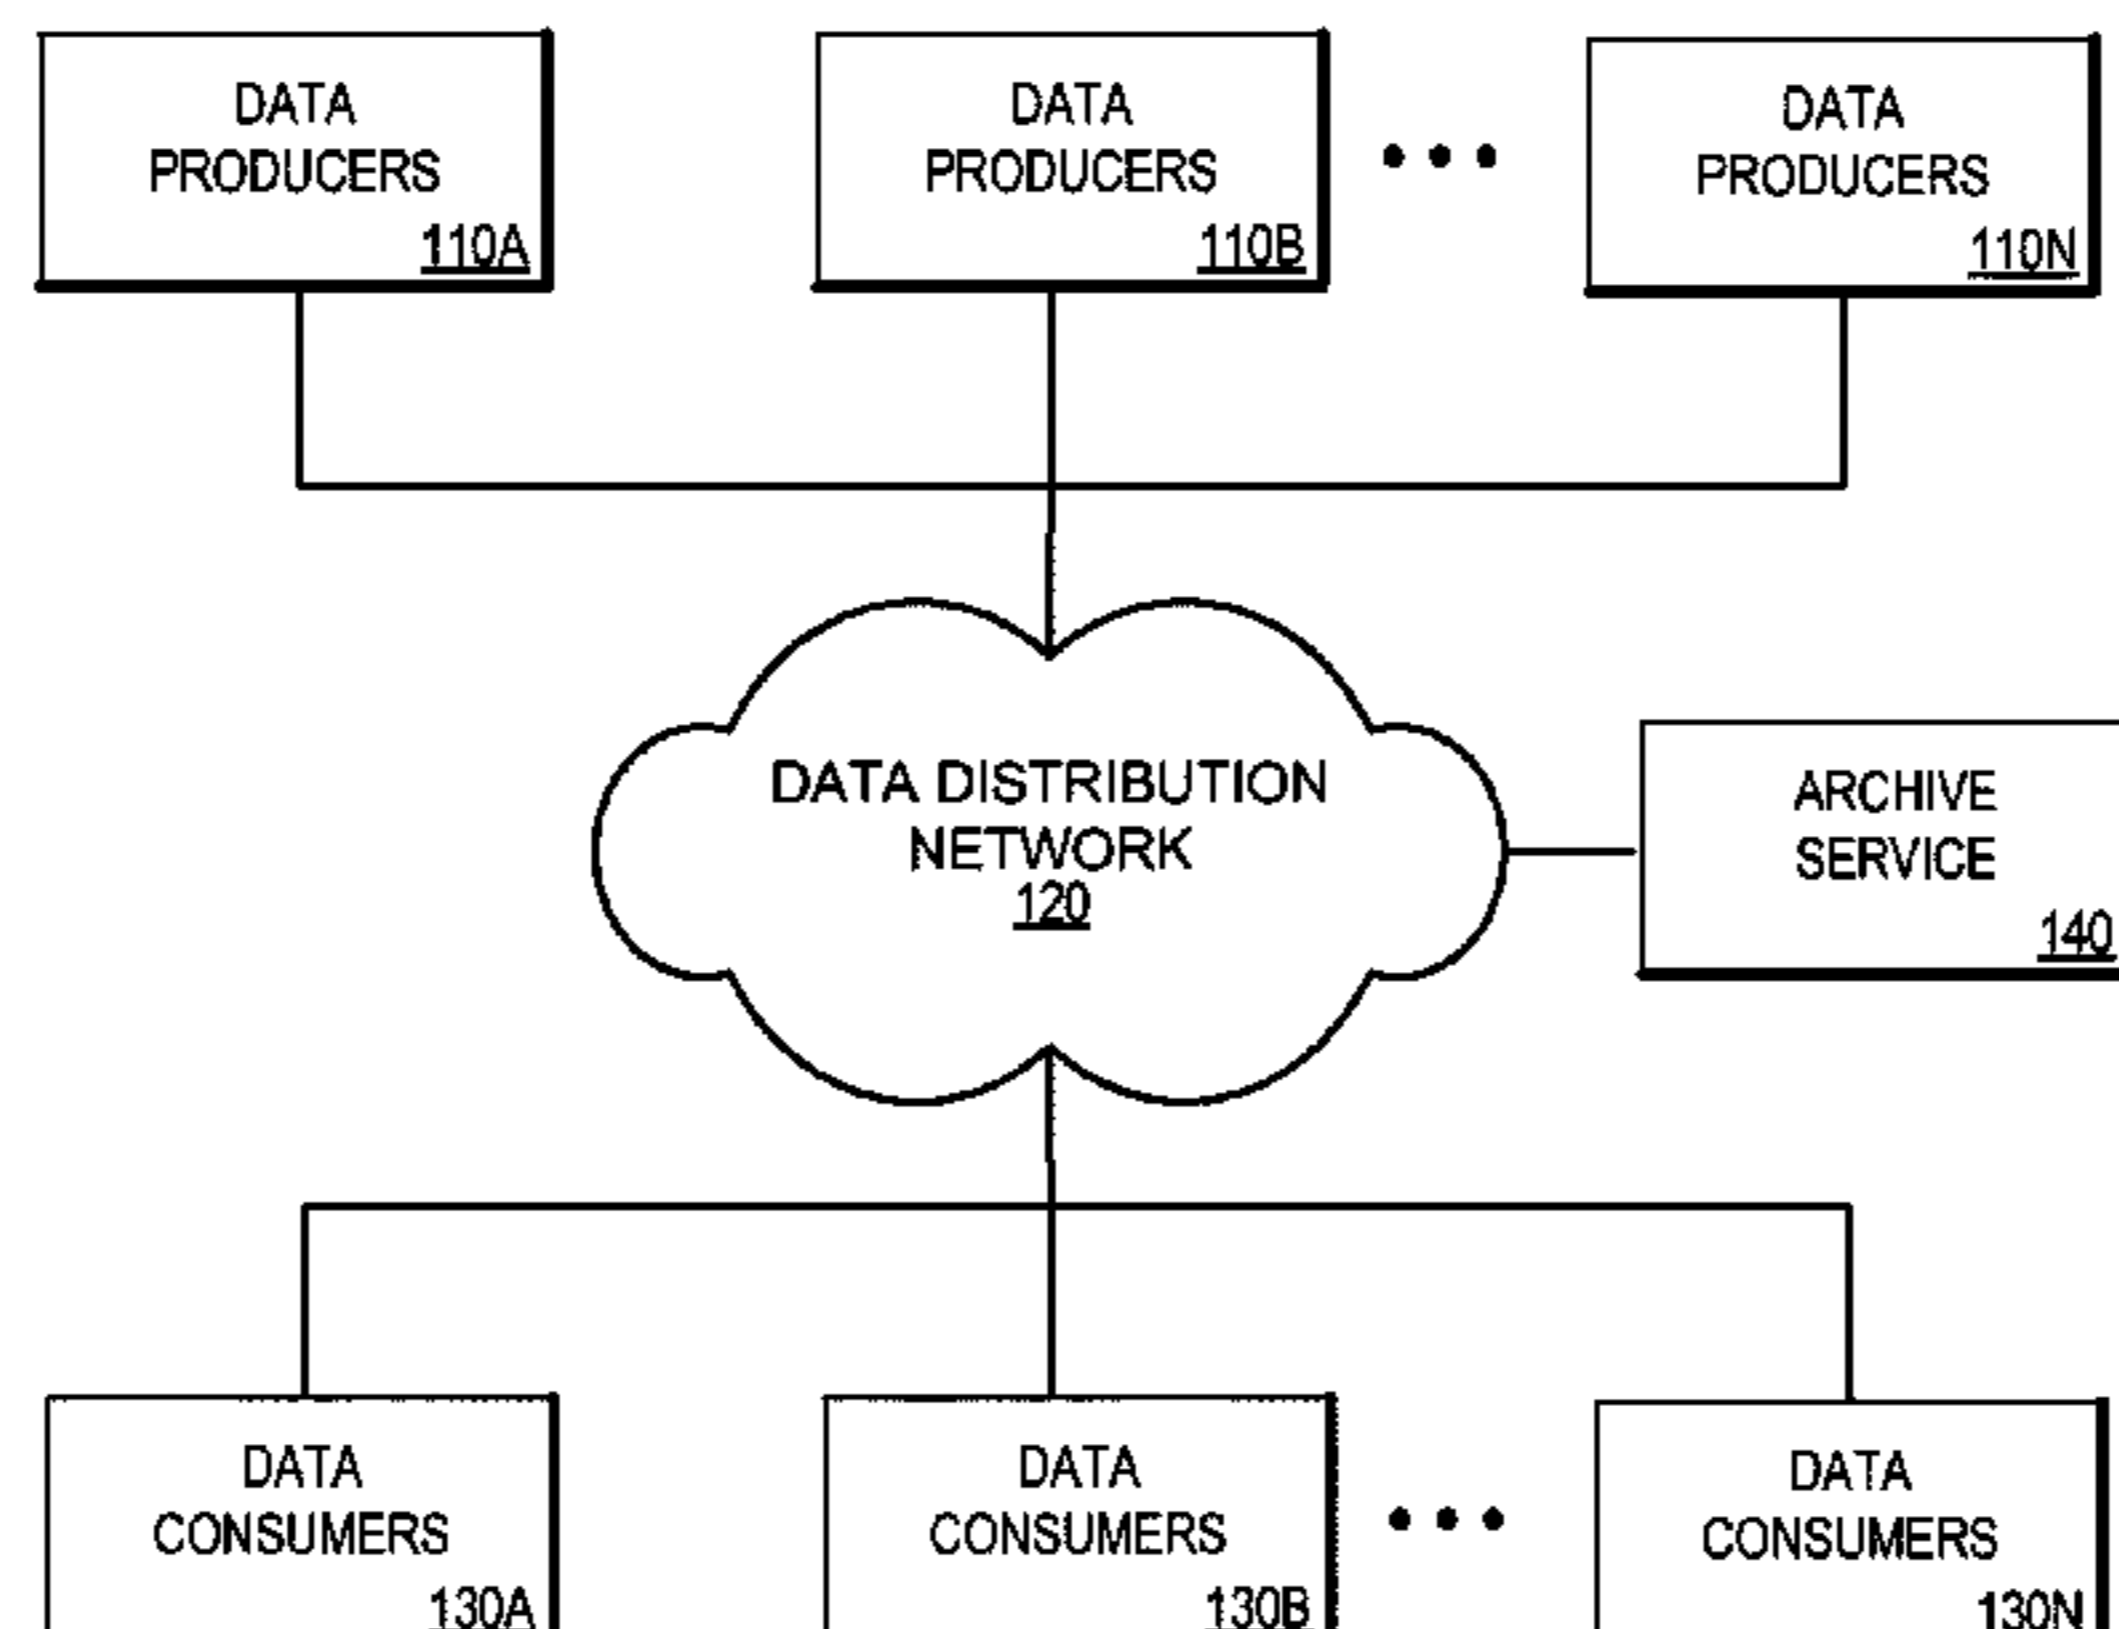 DATA
PRODUCERS
110A
DATA
PRODUCERS
110B
DATA
PRODUCERS
110N
DATA DISTRIBUTION
NETWORK
120
ARCHIVE
SERVICE
140
DATA
CONSUMERS
130A
DATA
CONSUMERS
130B
DATA
CONSUMERS
130N